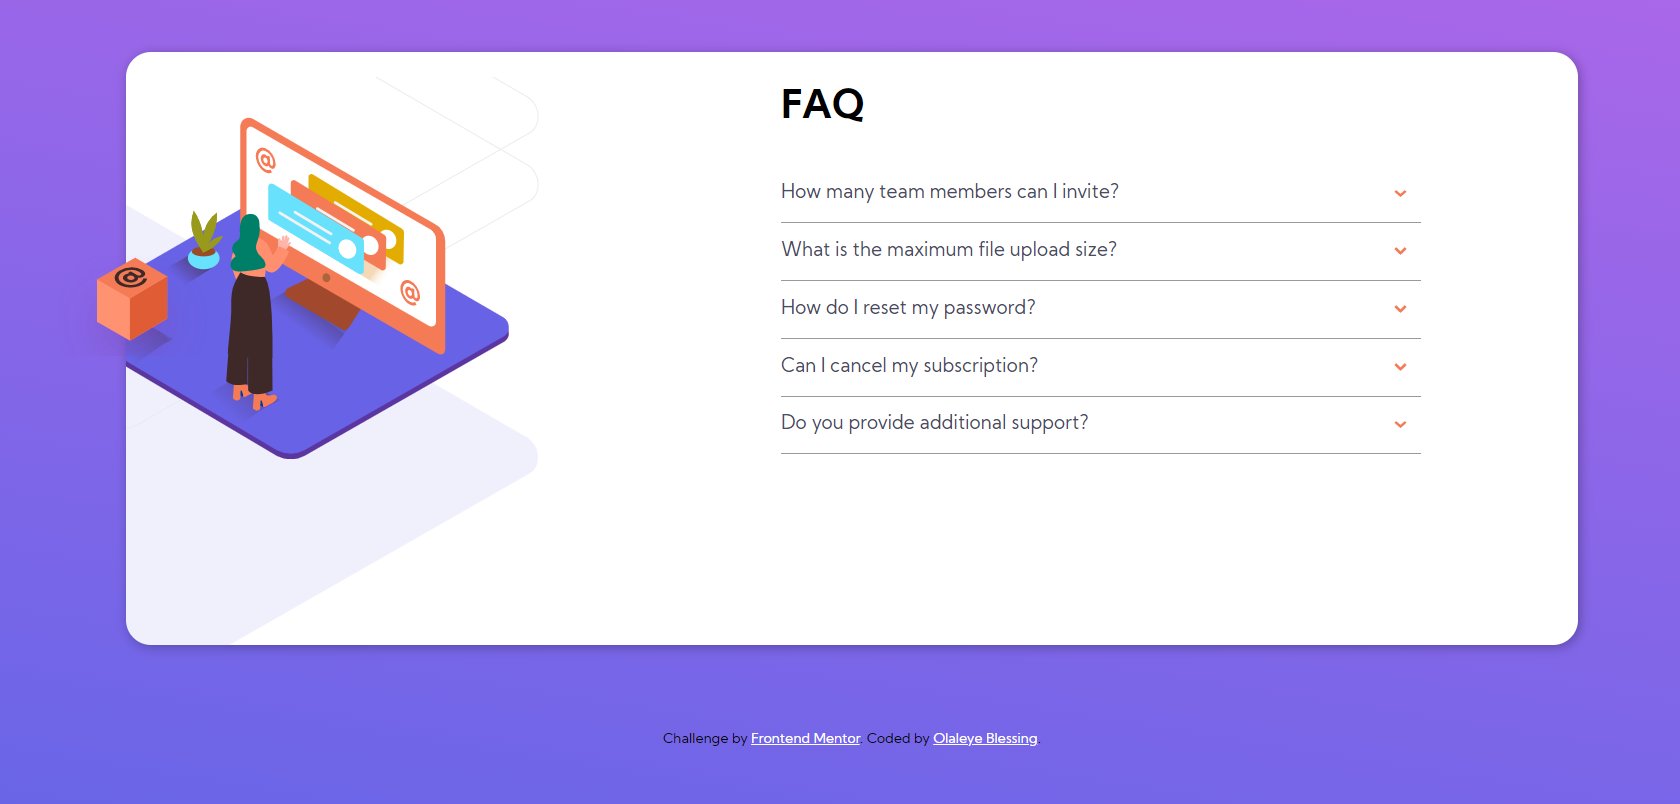 FAQ
How many team members can I invite?
What is the maximum file upload size?
How do I reset my password?
Can I cancel my subscription?
Do you provide additional support?
Challenge by Frontend Mentor. Coded by Olaleye Blessing.
@
@
@